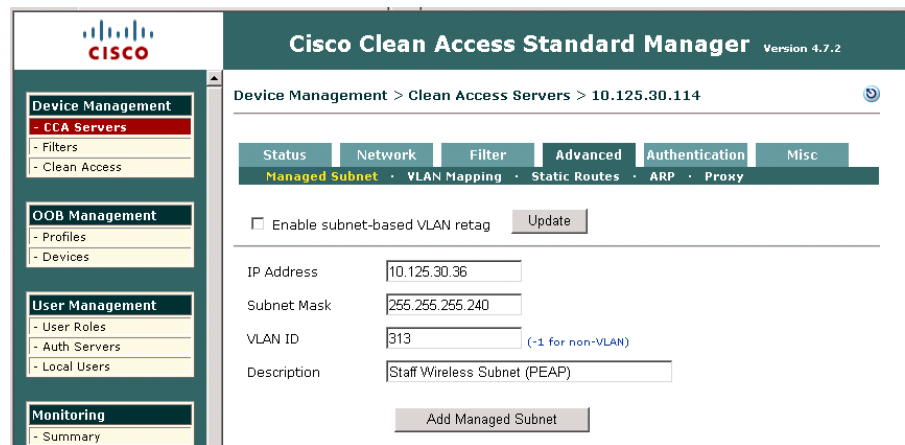 CISCO
Cisco Clean Access Standard Manager Version 4.7.2
Device Management
- CCA Servers
- Filters
- Clean Access
OOB Management
- Profiles
- Devices
User Management
- User Roles
- Auth Servers
- Local Users
Monitoring
- Summary
Device Management > Clean Access Servers > 10.125.30.114
Status Network Filter Advanced Authentication Misc
Managed Subnet · VLAN Mapping · Static Routes · ARP · Proxy
Enable subnet-based VLAN retag Update
IP Address 10.125.30.36
Subnet Mask 255.255.255.240
VLAN ID 313 (-1 for non-VLAN)
Description Staff Wireless Subnet (PEAP)
Add Managed Subnet